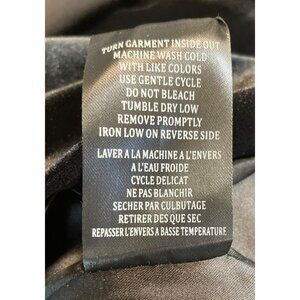 TURN GARMENT INSIDE OUT
MACHINE WASH COLD
WITH LIKE COLORS
USE GENTLE CYCLE
DO NOT BLEACH
TUMBLE DRY LOW
REMOVE PROMPTLY
IRON LOW ON REVERSE SIDE
LAVER A LA MACHINE A L'ENVERS
A L'EAU FROIDE
CYCLE DELICAT
NE PAS BLANCHIR
SECHER PAR CULBUTAGE
RETIRER DES QUE SEC
REPASSER L'ENVERS A BASSE TEMPERATURE